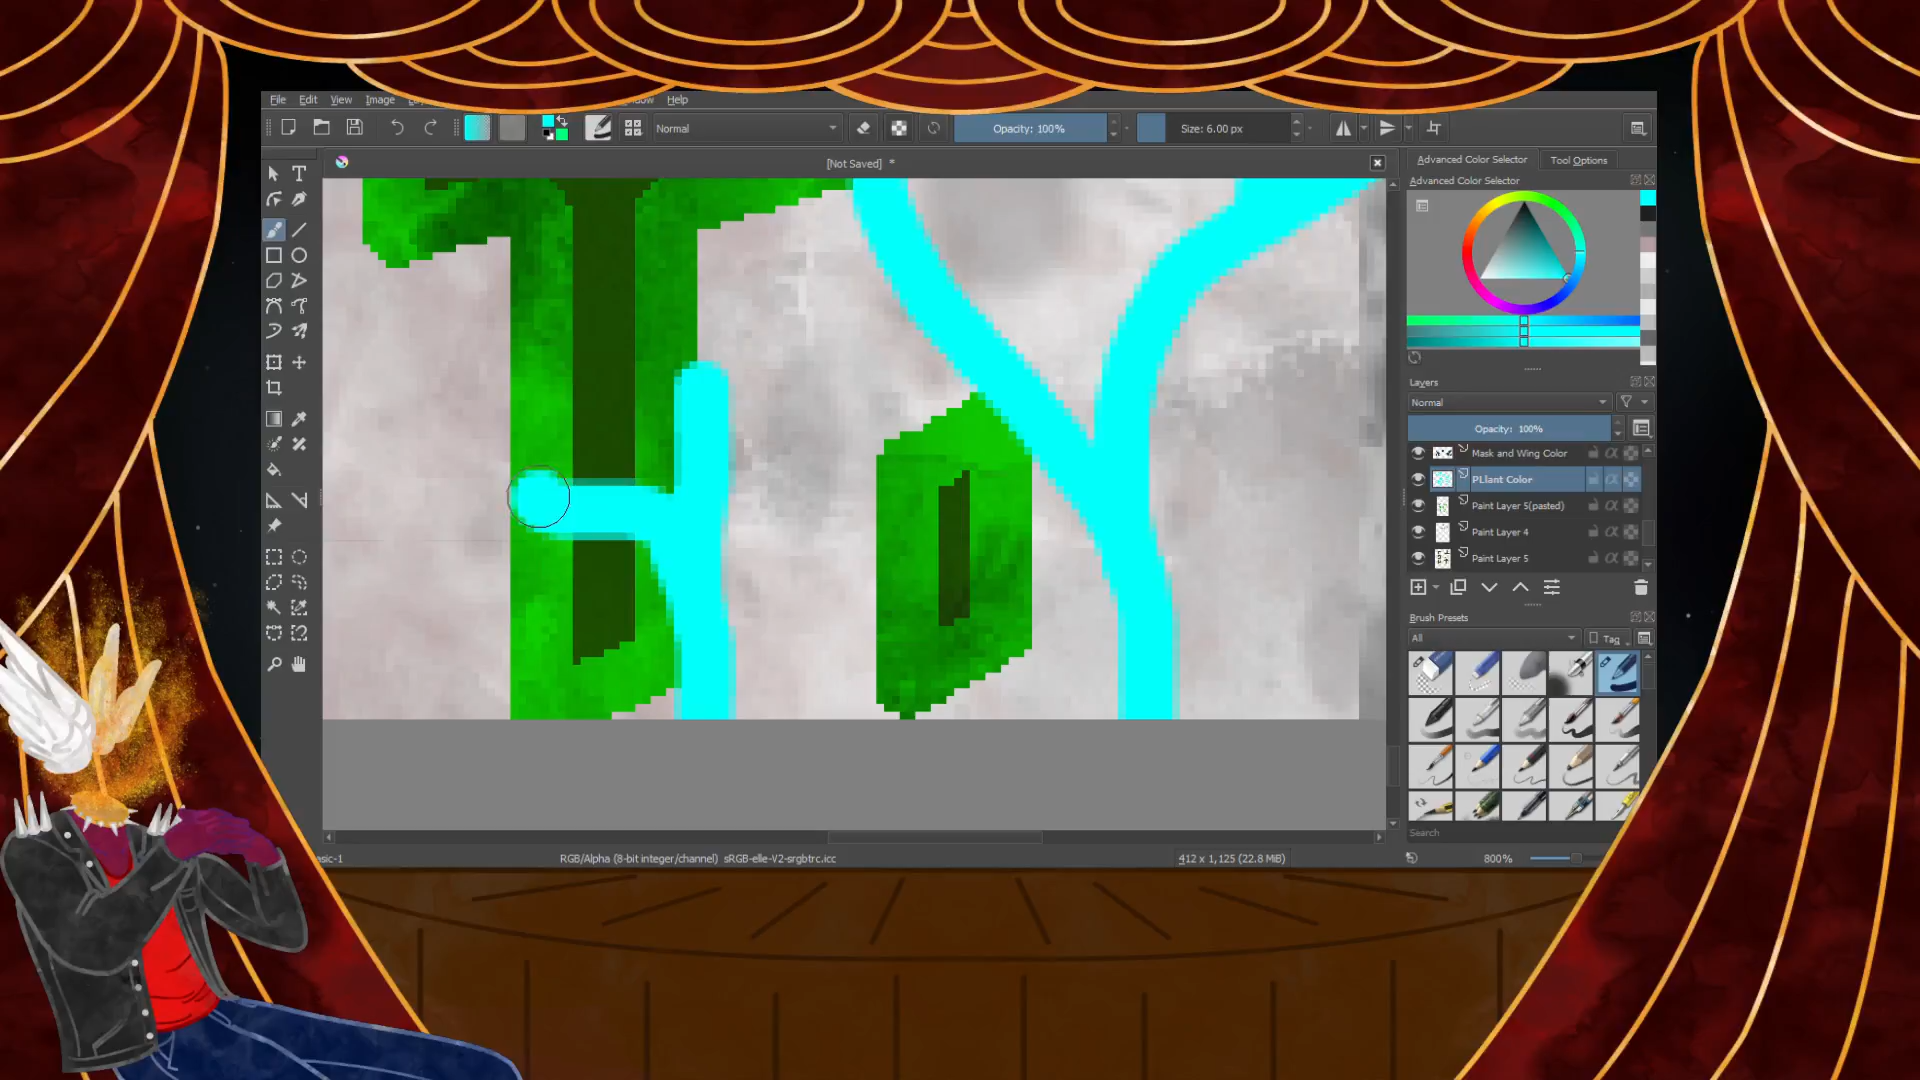 File Edit View Image
Help
Normal
Opacity: 100%
Size: 6.00 px
[Not Saved] *
Advanced Color Selector
Tool Options
Advanced Color Selector
Layers
Normal
Opacity: 100%
Mask and Wing Color
PLlant Color
Paint Layer 5(pasted)
Paint Layer 4
Paint Layer 5
Brush Presets
All
Tag
Search
asic-1
RGB/Alpha (8-bit integer/channel) sRGB-elle-V2-srgbtrc.icc
412 x 1,125 (22.8 MiB)
800%